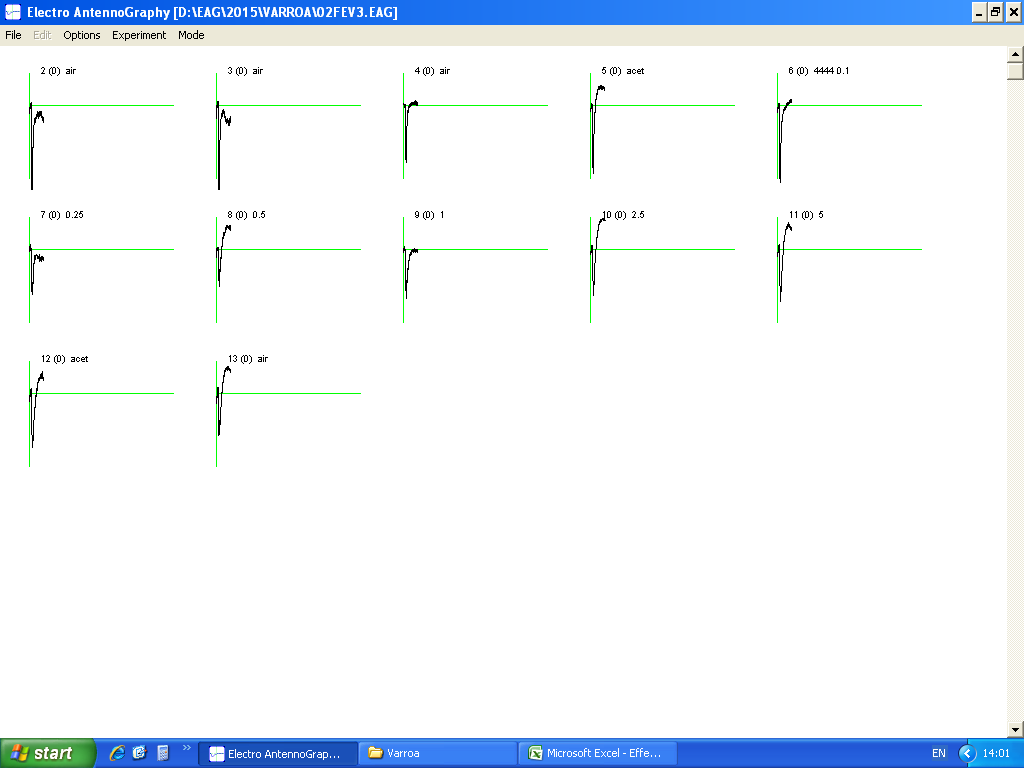 Electro AntennoGraphy [D:\EAG\2015\VARROA\02FEV3.EAG]
File Edit Options Experiment Mode
2 (0) air
3 (0) air
4 (0) air
5 (0) acet
6 (0) 4444 0.1
7 (0) 0.25
8 (0) 0.5
9 (0) 1
10 (0) 2.5
11 (0) 5
12 (0) acet
13 (0) air
start
Electro AntennoGrap...
Varroa
Microsoft Excel - Effe...
EN
14:01